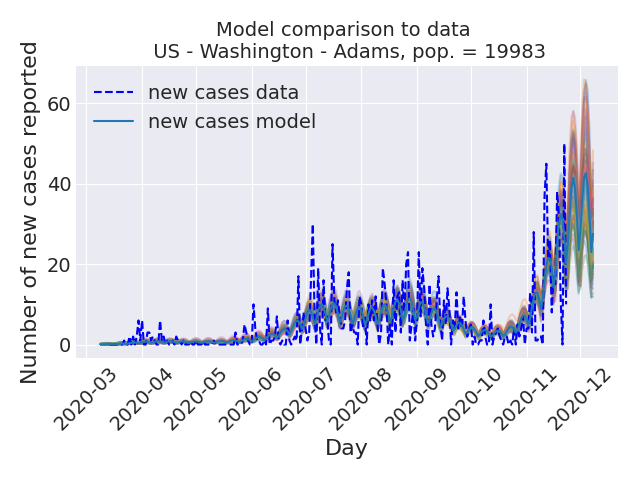 Model comparison to data
US - Washington - Adams, pop. = 19983
new cases data
new cases model
Number of new cases reported
60
40
20
0
2020-03
2020-04
2020-05
2020-06
2020-07
2020-08
2020-09
2020-10
2020-11
2020-12
Day